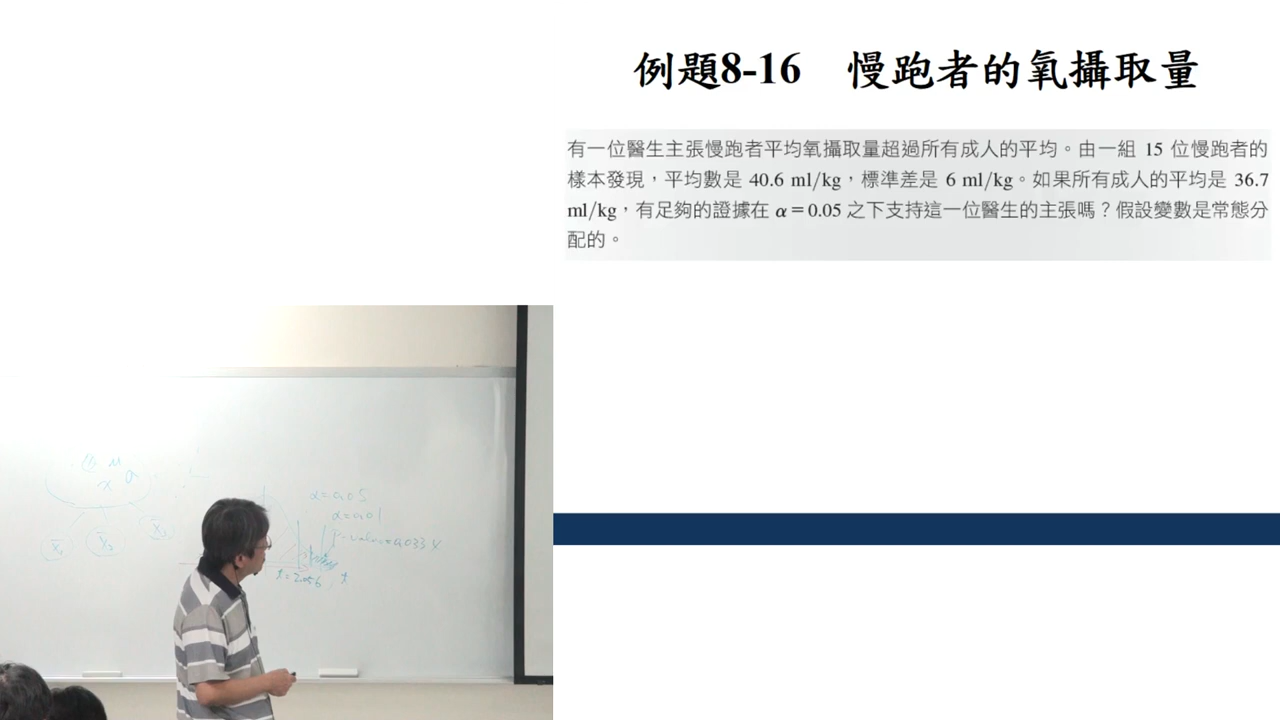 例題8-16 慢跑者的氧攝取量
有一位醫生主張慢跑者平均氧攝取量超過所有成人的平均。由一組 15 位慢跑者的
樣本發現，平均數是 40.6 ml/kg，標準差是 6 ml/kg。如果所有成人的平均是 36.7
ml/kg，有足夠的證據在 α = 0.05 之下支持這一位醫生的主張嗎？假設變數是常態分
配的。
μ
x σ
x̄₁ x̄₂ x̄₃
α=0.05
α=0.01
t=2.056